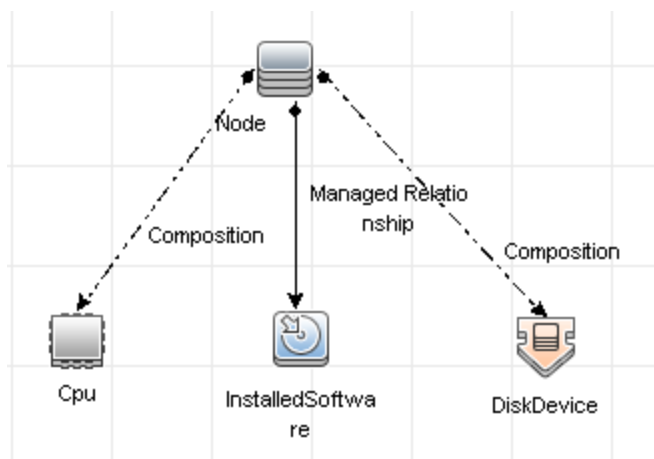 Node
Managed Relatio
nship
Composition
Composition
Cpu
InstalledSoftwa
re
DiskDevice